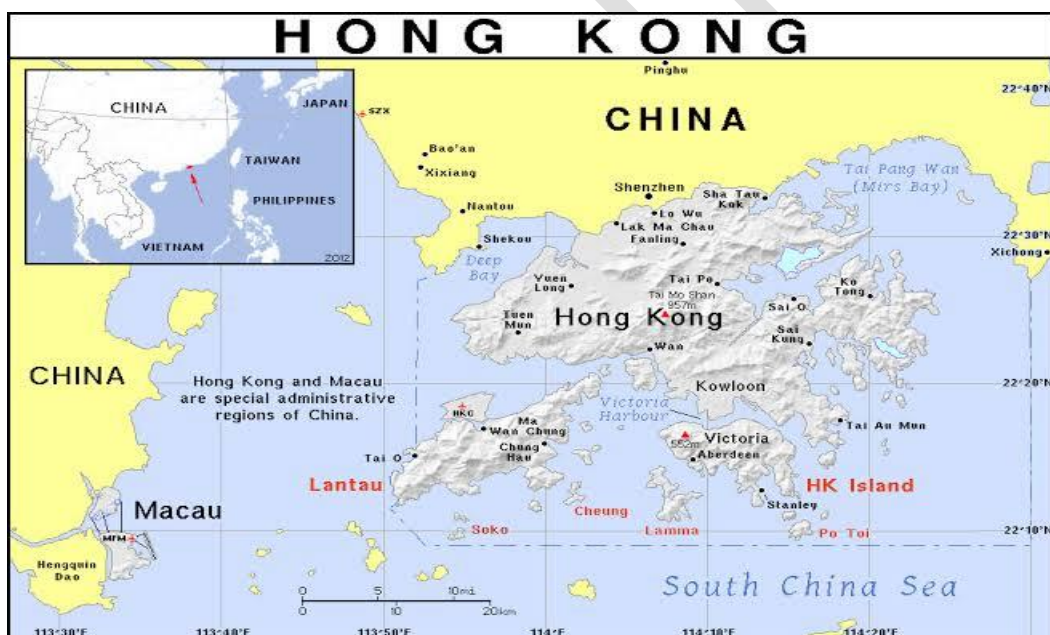 HONG KONG
CHINA
JAPAN
TAIWAN
PHILIPPINES
VIETNAM
2012
SZX
Pinghu
22°40'N
CHINA
Bao'an
Xixiang
Tai Pang Wan
(Mirs Bay)
Shenzhen
Sha Tau
Kok
Nantou
Lo Wu
Lak Ma Chau
Fanling
22°30'N
Shekou
Deep
Bay
Xichong
Yuen
Long
Tai Po
Ko
Tong
Tai Mo Shan
957m
Sai O
Tuen
Mun
Hong Kong
Sai
Kung
Wan
CHINA
Hong Kong and Macau
are special administrative
regions of China.
Kowloon
22°20'N
Victoria
Harbour
HKG
Ma
Wan Chung
Chung
Hau
Tai Au Mun
552m
Victoria
Aberdeen
Tai O
Lantau
HK Island
Stanley
Cheung
Macau
Soko
Lamma
Po Toi
22°10'N
MFM
Hengquin
Dao
South China Sea
0 5 10mi
0 10 20km
113°30'E
113°40'E
113°50'E
114°E
114°10'E
114°20'E